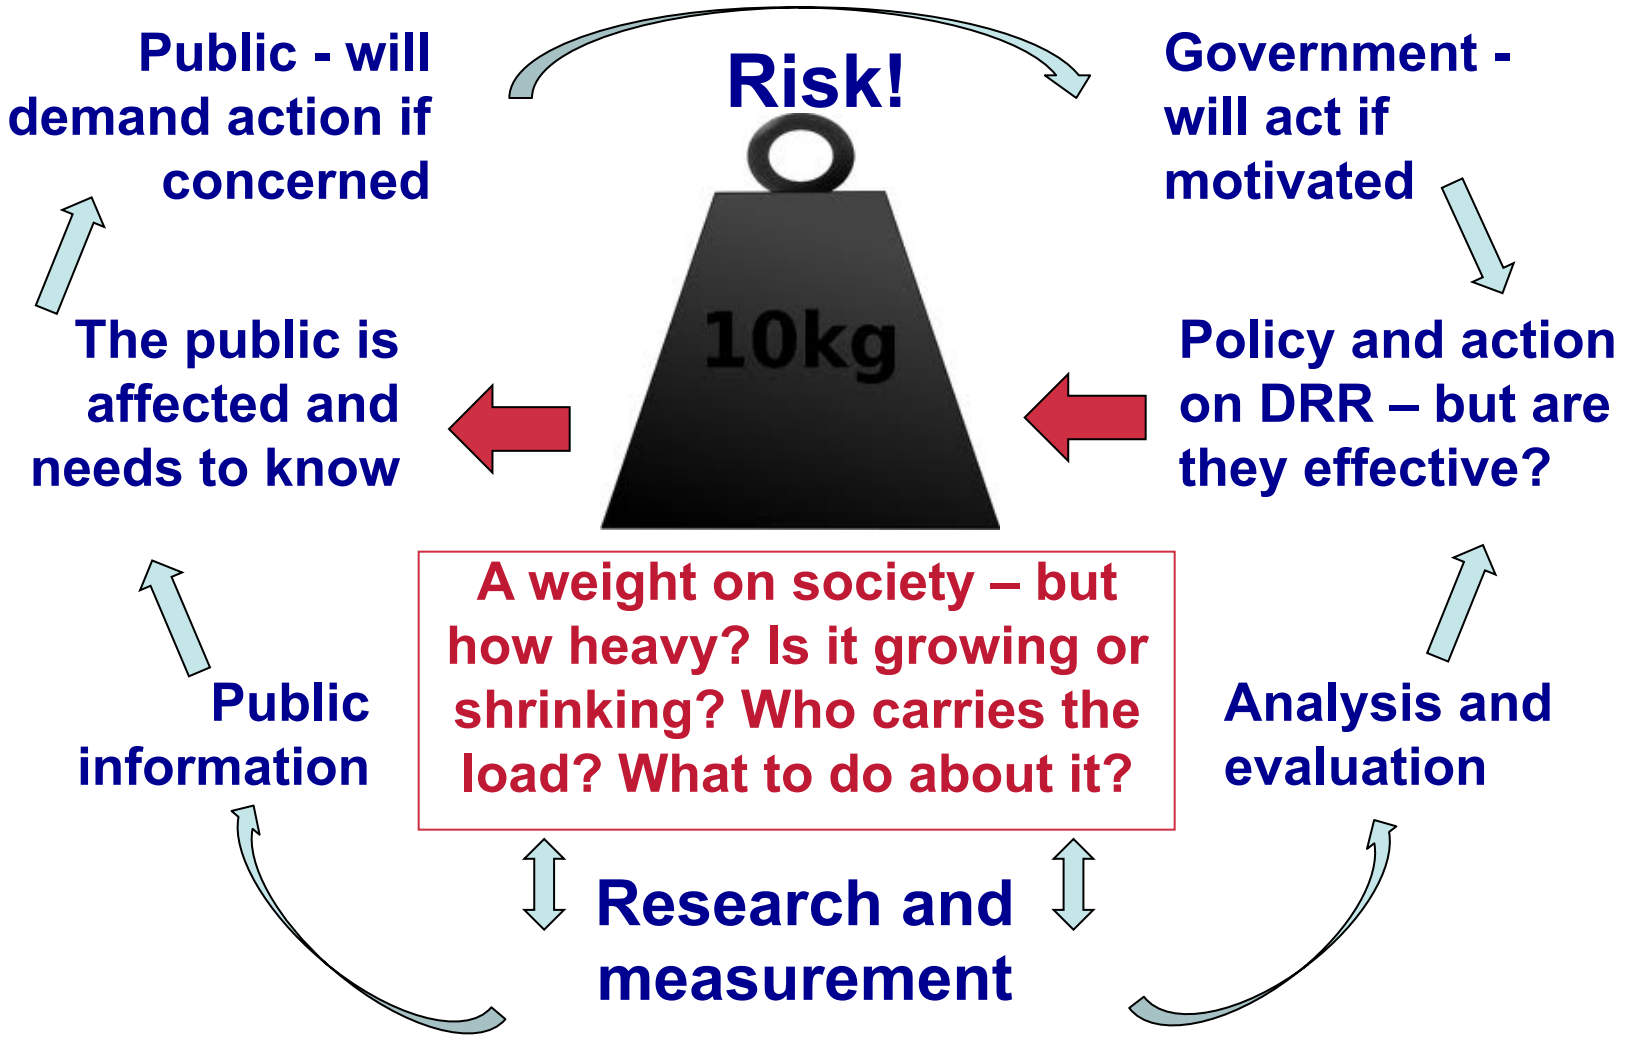 Public - will
demand action if
concerned
Risk!
Government -
will act if
motivated
10kg
The public is
affected and
needs to know
Policy and action
on DRR – but are
they effective?
A weight on society – but
how heavy? Is it growing or
shrinking? Who carries the
load? What to do about it?
Public
information
Analysis and
evaluation
Research and
measurement